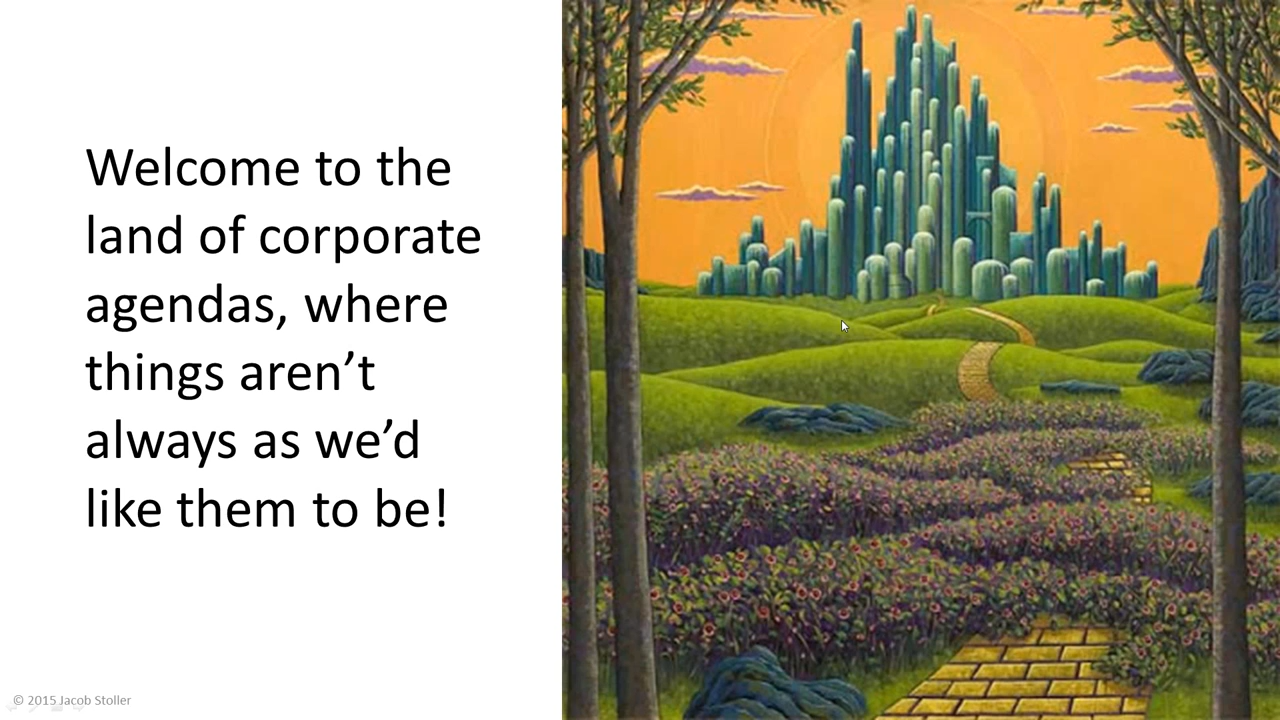 Welcome to the
land of corporate
agendas, where
things aren’t
always as we’d
like them to be!
© 2015 Jacob Stoller